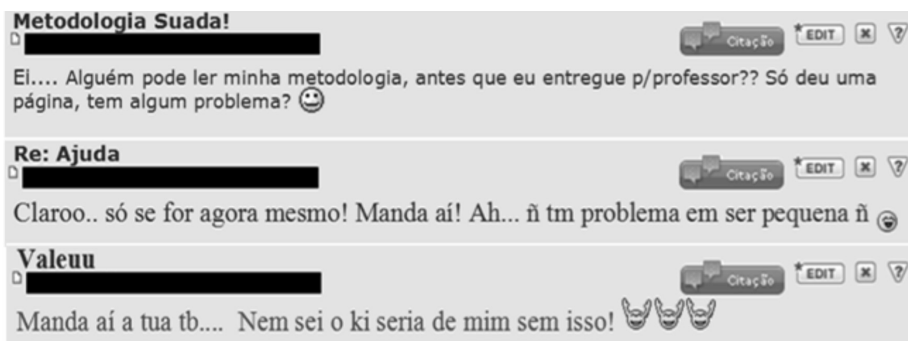 Metodologia Suada!
Citação
EDIT
Ei.... Alguém pode ler minha metodologia, antes que eu entregue p/professor?? Só deu uma
página, tem algum problema?
Re: Ajuda
Citação
EDIT
Claroo.. só se for agora mesmo! Manda aí! Ah... ñ tm problema em ser pequena ñ
Valeuu
Citação
EDIT
Manda aí a tua tb.... Nem sei o ki seria de mim sem isso!